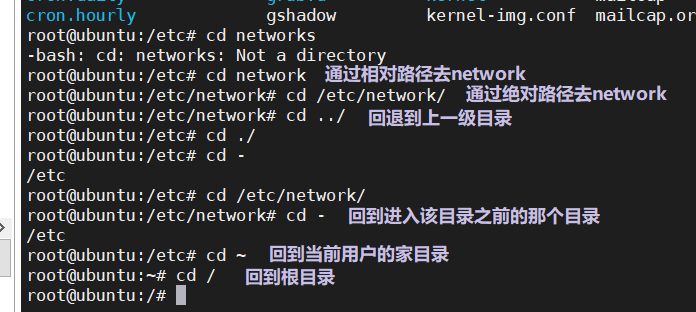 cron.hourly gshadow kernel-img.conf mailcap.or
root@ubuntu:/etc# cd networks
-bash: cd: networks: Not a directory
root@ubuntu:/etc# cd network 通过相对路径去network
root@ubuntu:/etc/network# cd /etc/network/ 通过绝对路径去network
root@ubuntu:/etc/network# cd ../ 回退到上一级目录
root@ubuntu:/etc# cd ./
root@ubuntu:/etc# cd -
/etc
root@ubuntu:/etc# cd /etc/network/
root@ubuntu:/etc/network# cd - 回到进入该目录之前的那个目录
/etc
root@ubuntu:/etc# cd ~ 回到当前用户的家目录
root@ubuntu:~# cd / 回到根目录
root@ubuntu:/#